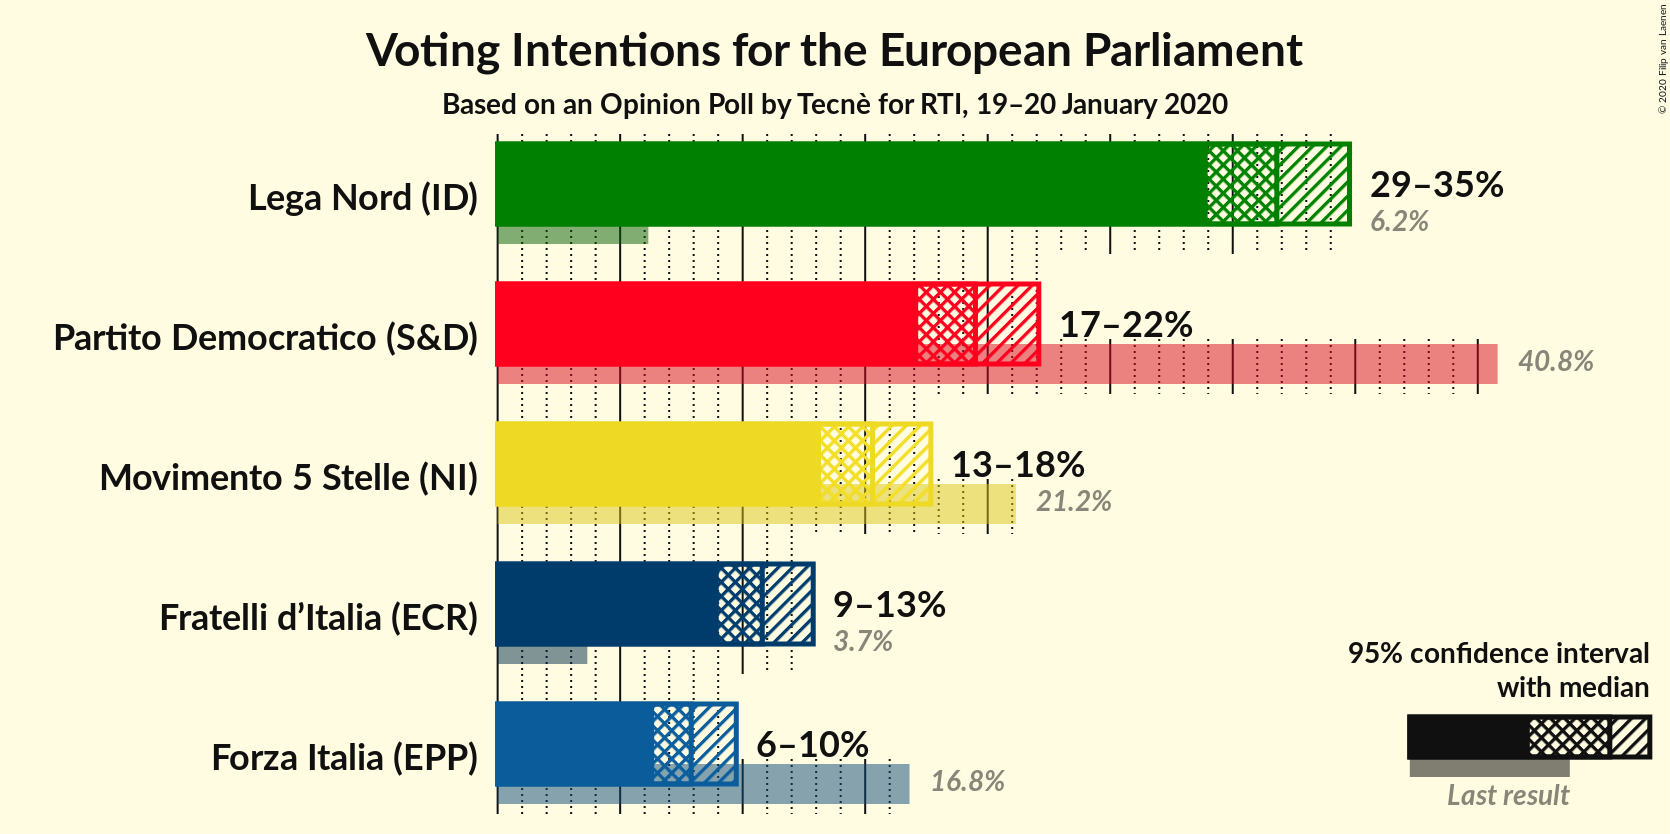 Voting Intentions for the European Parliament
Based on an Opinion Poll by Tecnè for RTI, 19–20 January 2020
© 2020 Filip van Laenen
Lega Nord (ID)
29–35%
6.2%
Partito Democratico (S&D)
17–22%
40.8%
Movimento 5 Stelle (NI)
13–18%
21.2%
Fratelli d’Italia (ECR)
9–13%
3.7%
Forza Italia (EPP)
6–10%
16.8%
95% confidence interval
with median
Last result